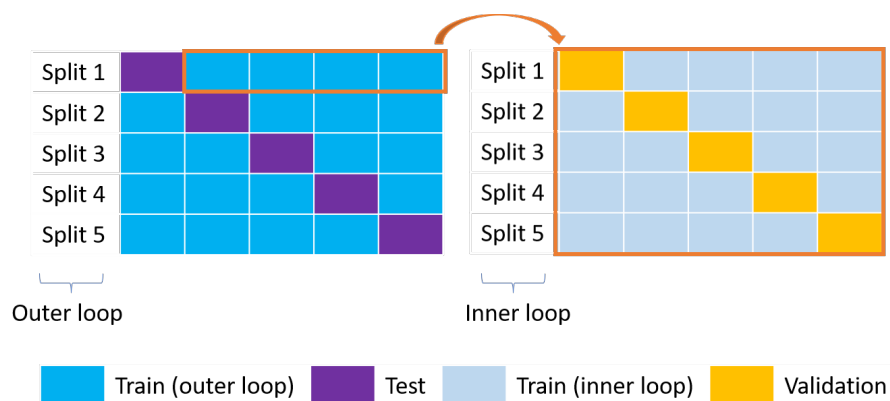 Split 1
Split 2
Split 3
Split 4
Split 5
Outer loop
Split 1
Split 2
Split 3
Split 4
Split 5
Inner loop
Train (outer loop) Test Train (inner loop) Validation